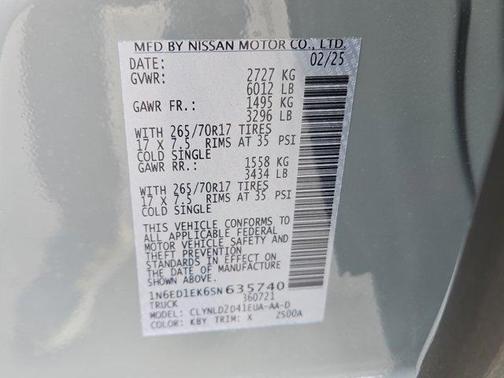 MFD BY NISSAN MOTOR CO., LTD.
DATE: 02/25
GVWR: 2727 KG
6012 LB
GAWR FR.: 1495 KG
3296 LB
WITH 265/70R17 TIRES
17 X 7.5 RIMS AT 35 PSI
COLD SINGLE
GAWR RR.: 1558 KG
3434 LB
WITH 265/70R17 TIRES
17 X 7.5 RIMS AT 35 PSI
COLD SINGLE
THIS VEHICLE CONFORMS TO
ALL APPLICABLE FEDERAL
MOTOR VEHICLE SAFETY AND
THEFT PREVENTION STANDARDS
IN EFFECT ON THE DATE OF MANUFACTURE
SHOWN ABOVE.
1N6ED1EK6SN635740
TRUCK 360721
MODEL: CLYNLD2D41EUA-AA-D
COLOR: KBY TRIM: X 2500A